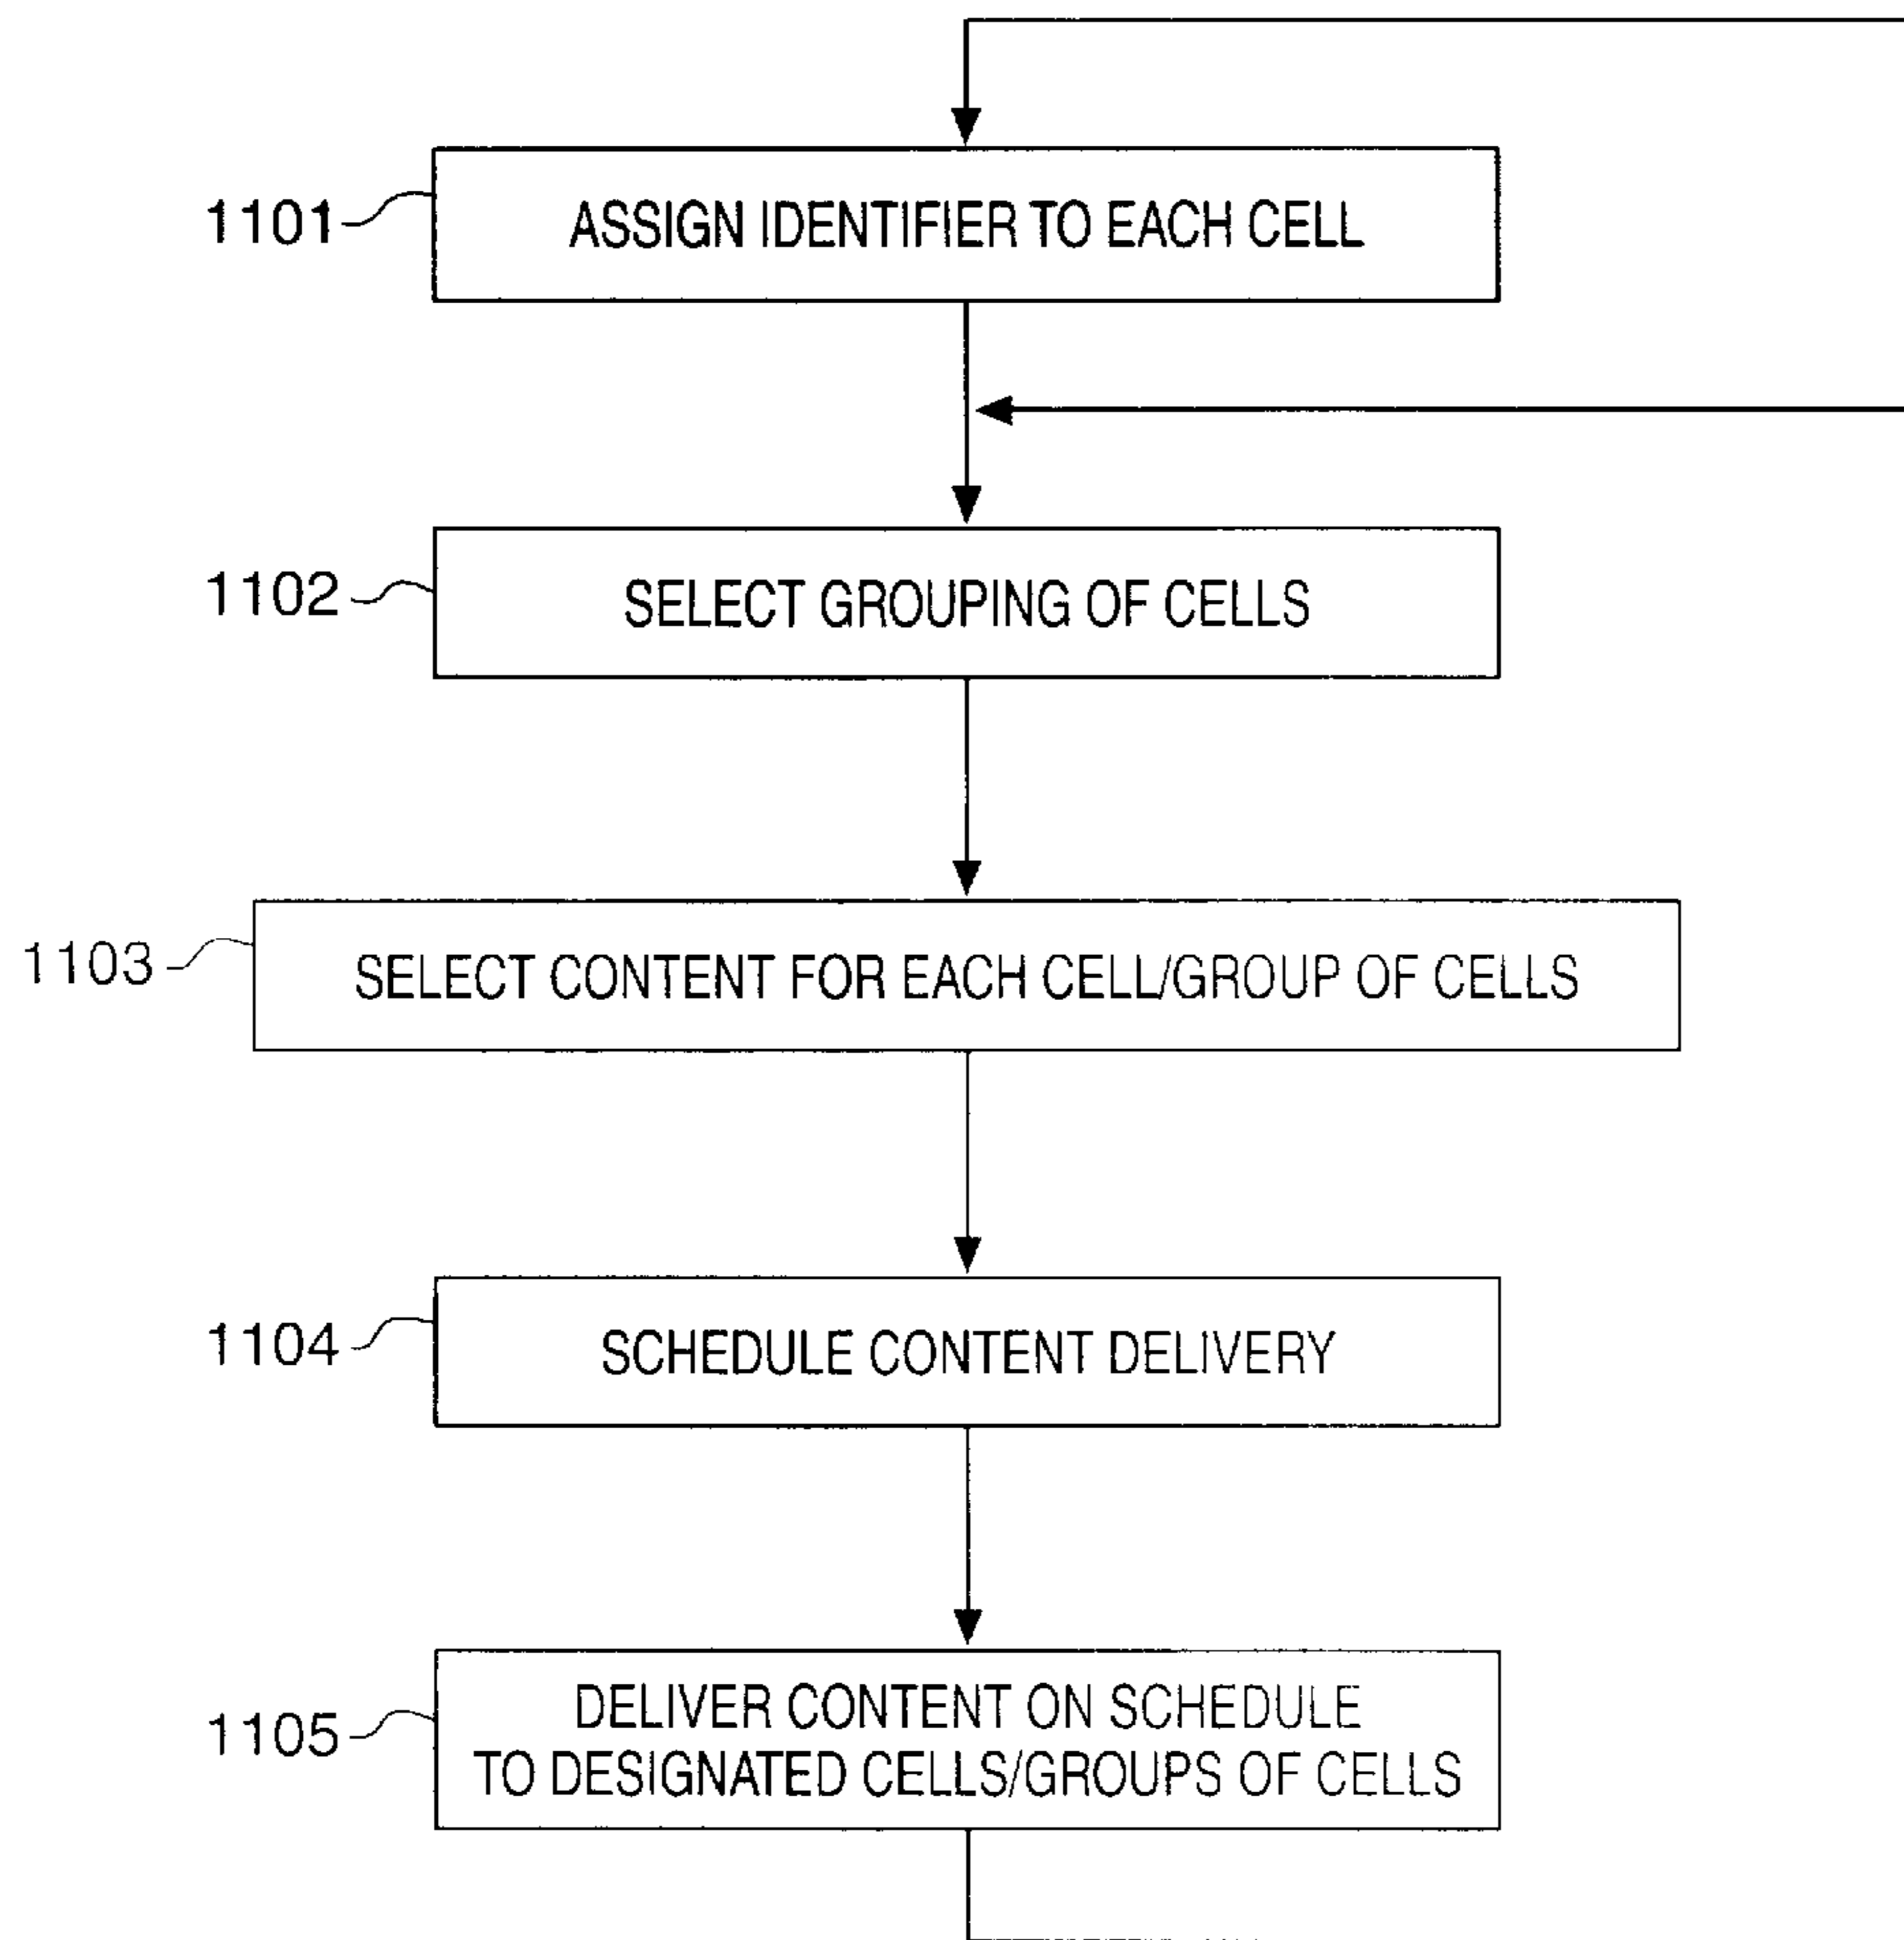 1101
ASSIGN IDENTIFIER TO EACH CELL
1102
SELECT GROUPING OF CELLS
1103
SELECT CONTENT FOR EACH CELL/GROUP OF CELLS
1104
SCHEDULE CONTENT DELIVERY
1105
DELIVER CONTENT ON SCHEDULE
TO DESIGNATED CELLS/GROUPS OF CELLS